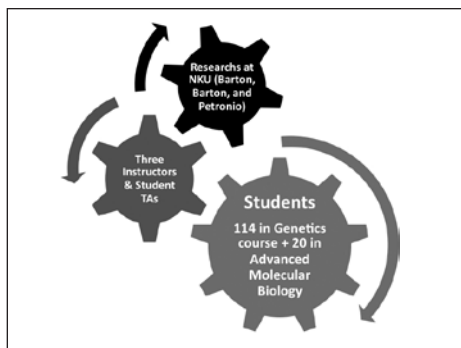 Researchs at
NKU (Barton,
Barton, and
Petronio)
Three
Instructors
& Student
TAs
Students
114 in Genetics
course + 20 in
Advanced
Molecular
Biology